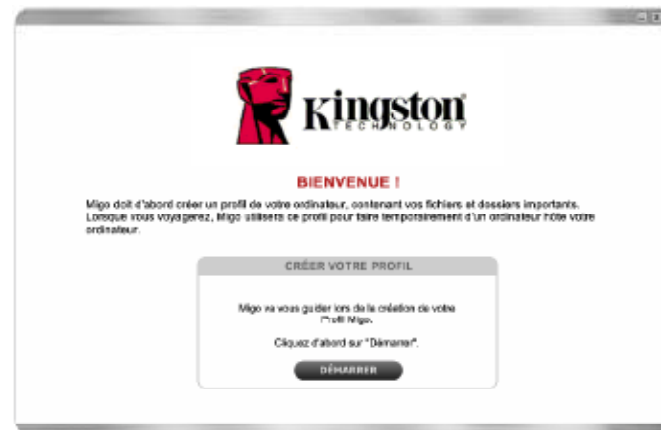 Kingston
TECHNOLOGY
BIENVENUE !
Migo doit d'abord créer un profil de votre ordinateur, contenant vos fichiers et dossiers importants.
Lorsque vous voyagerez, Migo utilisera ce profil pour faire temporairement d'un ordinateur hôte votre
ordinateur.
CRÉER VOTRE PROFIL
Migo va vous guider lors de la création de votre
Profil Migo.
Cliquez d'abord sur "Démarrer".
DÉMARRER